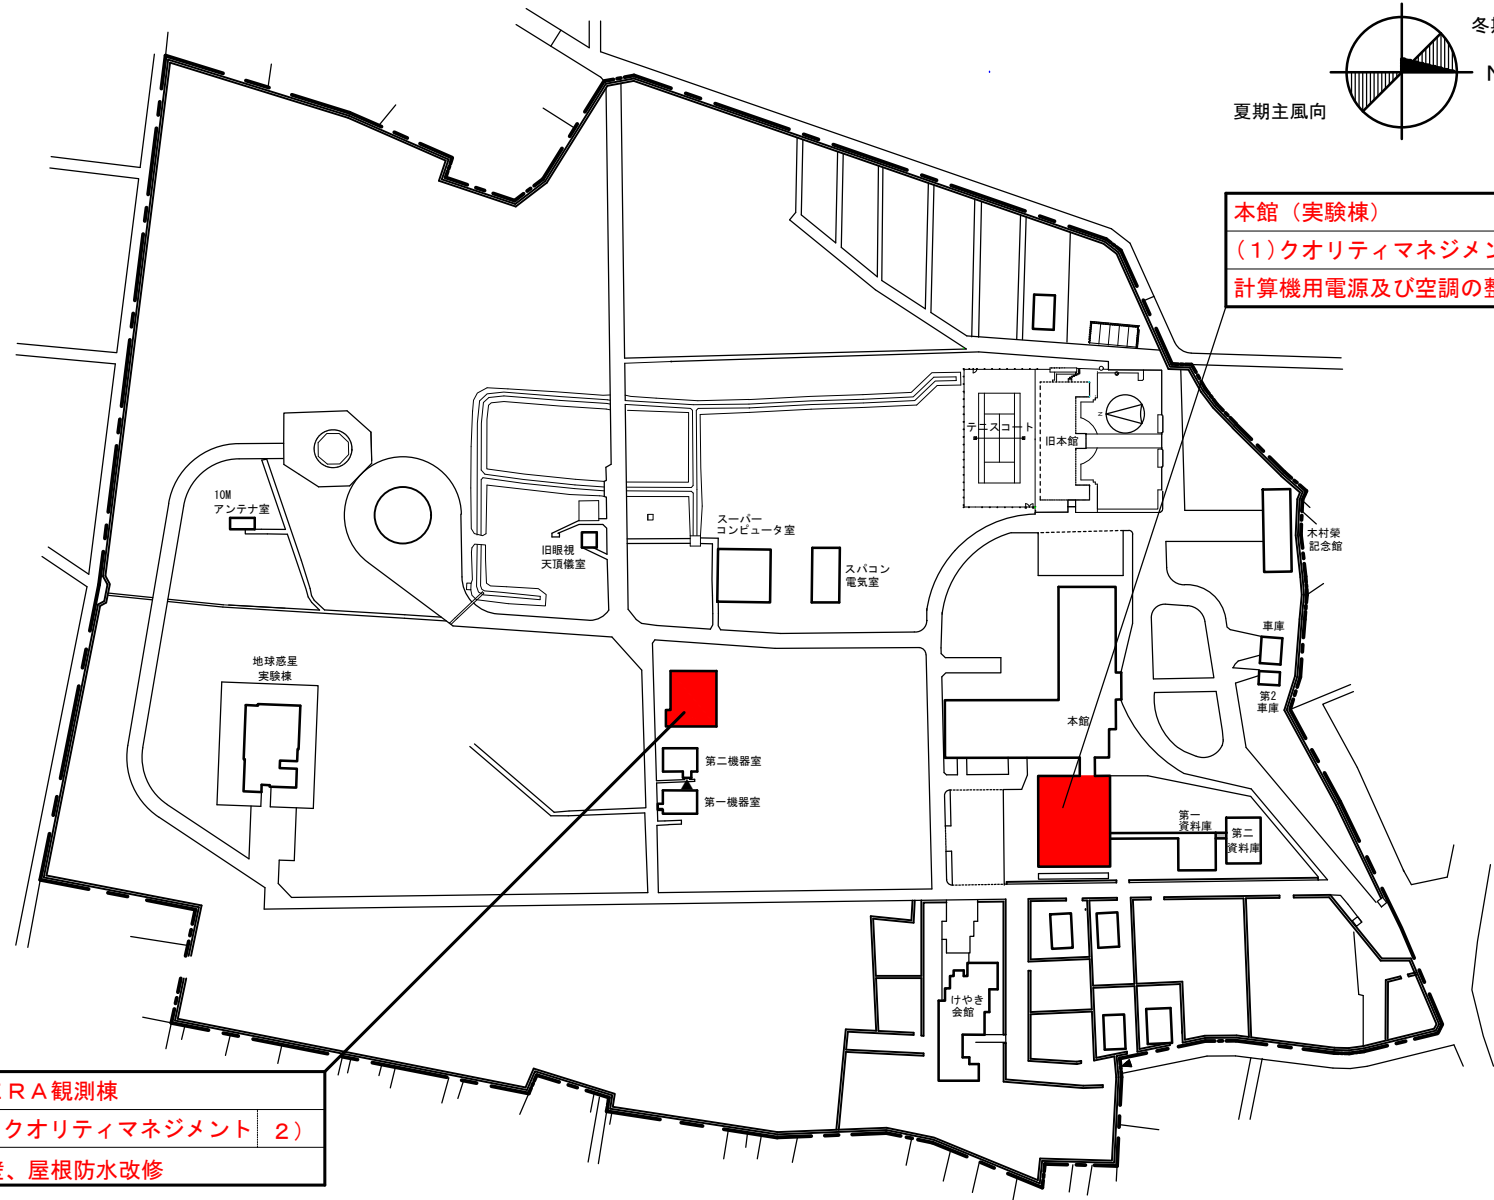 冬
N
夏期主風向
本館（実験棟）
(１)クオリティマネジメン
計算機用電源及び空調の整
テニスコート
旧本館
N
10M
アンテナ室
旧眼視
天頂儀室
スーパー
コンピュータ室
スパコン
電気室
木村榮
記念館
地球惑星
実験棟
車庫
第2
車庫
本館
第二機器室
第一機器室
第一
資料庫
第二
資料庫
けやき
会館
ＲＡ観測棟
クオリティマネジメント ２）
、屋根防水改修